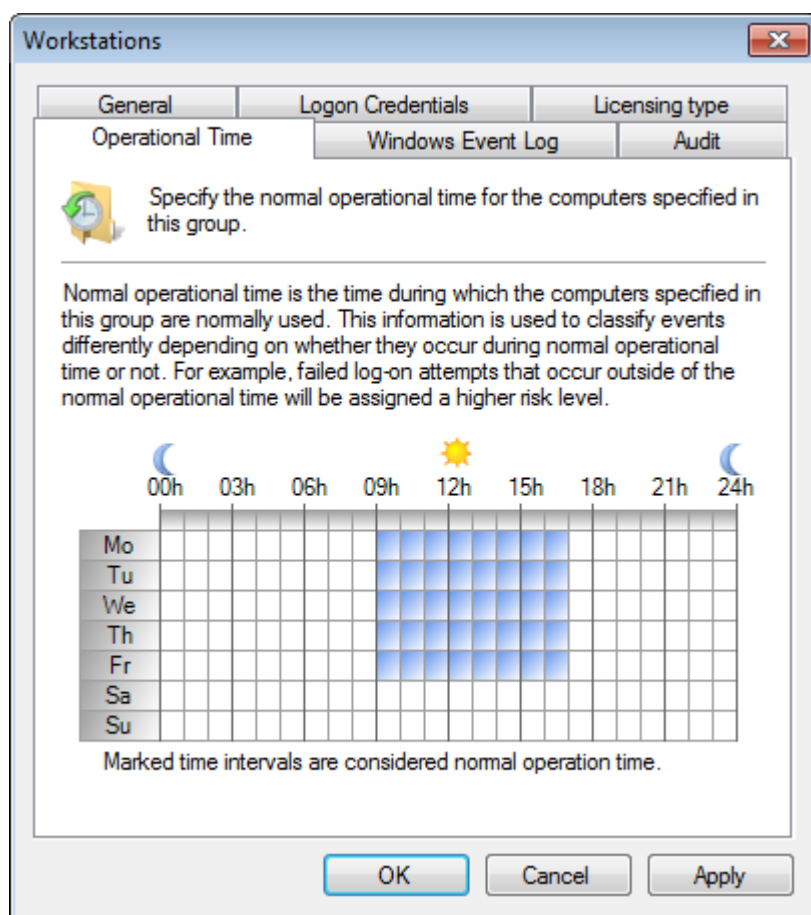 Workstations
General Logon Credentials Licensing type
Operational Time Windows Event Log Audit
Specify the normal operational time for the computers specified in
this group.
Normal operational time is the time during which the computers specified in
this group are normally used. This information is used to classify events
differently depending on whether they occur during normal operational
time or not. For example, failed log-on attempts that occur outside of the
normal operational time will be assigned a higher risk level.
00h 03h 06h 09h 12h 15h 18h 21h 24h
Mo
Tu
We
Th
Fr
Sa
Su
Marked time intervals are considered normal operation time.
OK Cancel Apply